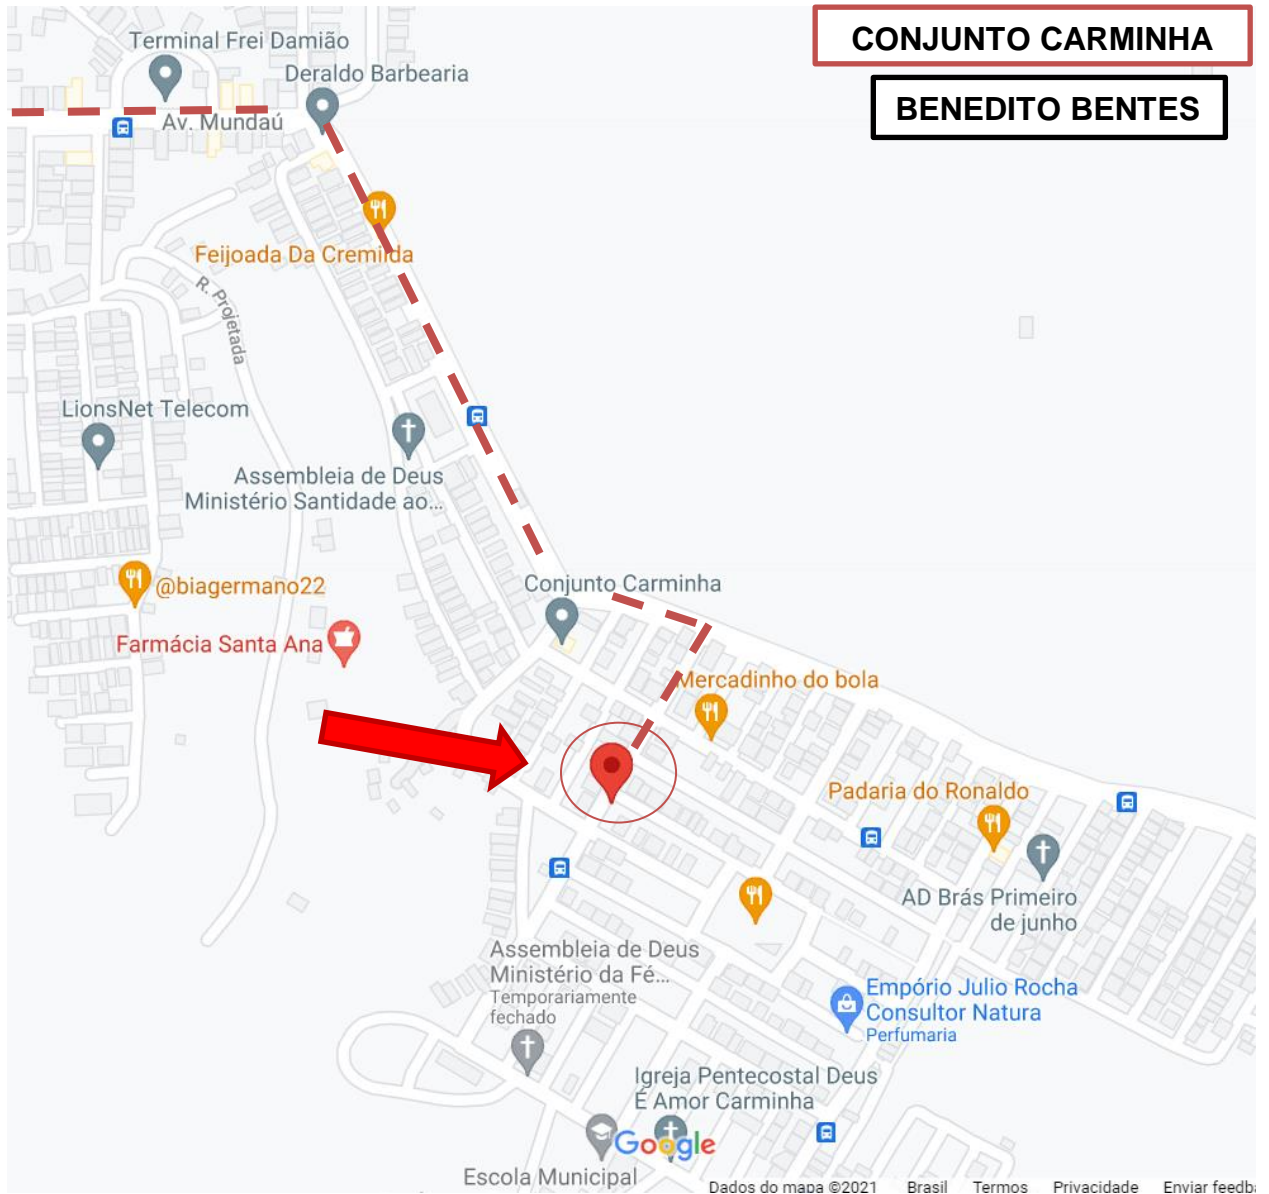 CONJUNTO CARMINHA
BENEDITO BENTES
Terminal Frei Damião
Deraldo Barbearia
Av. Mundaú
Feijoada Da Cremilda
R. Projetada
LionsNet Telecom
Assembleia de Deus
Ministério Santidade ao...
@biagermano22
Conjunto Carminha
Farmácia Santa Ana
Mercadinho do bola
Padaria do Ronaldo
AD Brás Primeiro
de junho
Assembleia de Deus
Ministério da Fé...
Temporariamente
fechado
Empório Julio Rocha
Consultor Natura
Perfumaria
Igreja Pentecostal Deus
É Amor Carminha
Google
Escola Municipal
Dados do mapa ©2021 Brasil Termos Privacidade Enviar feedba